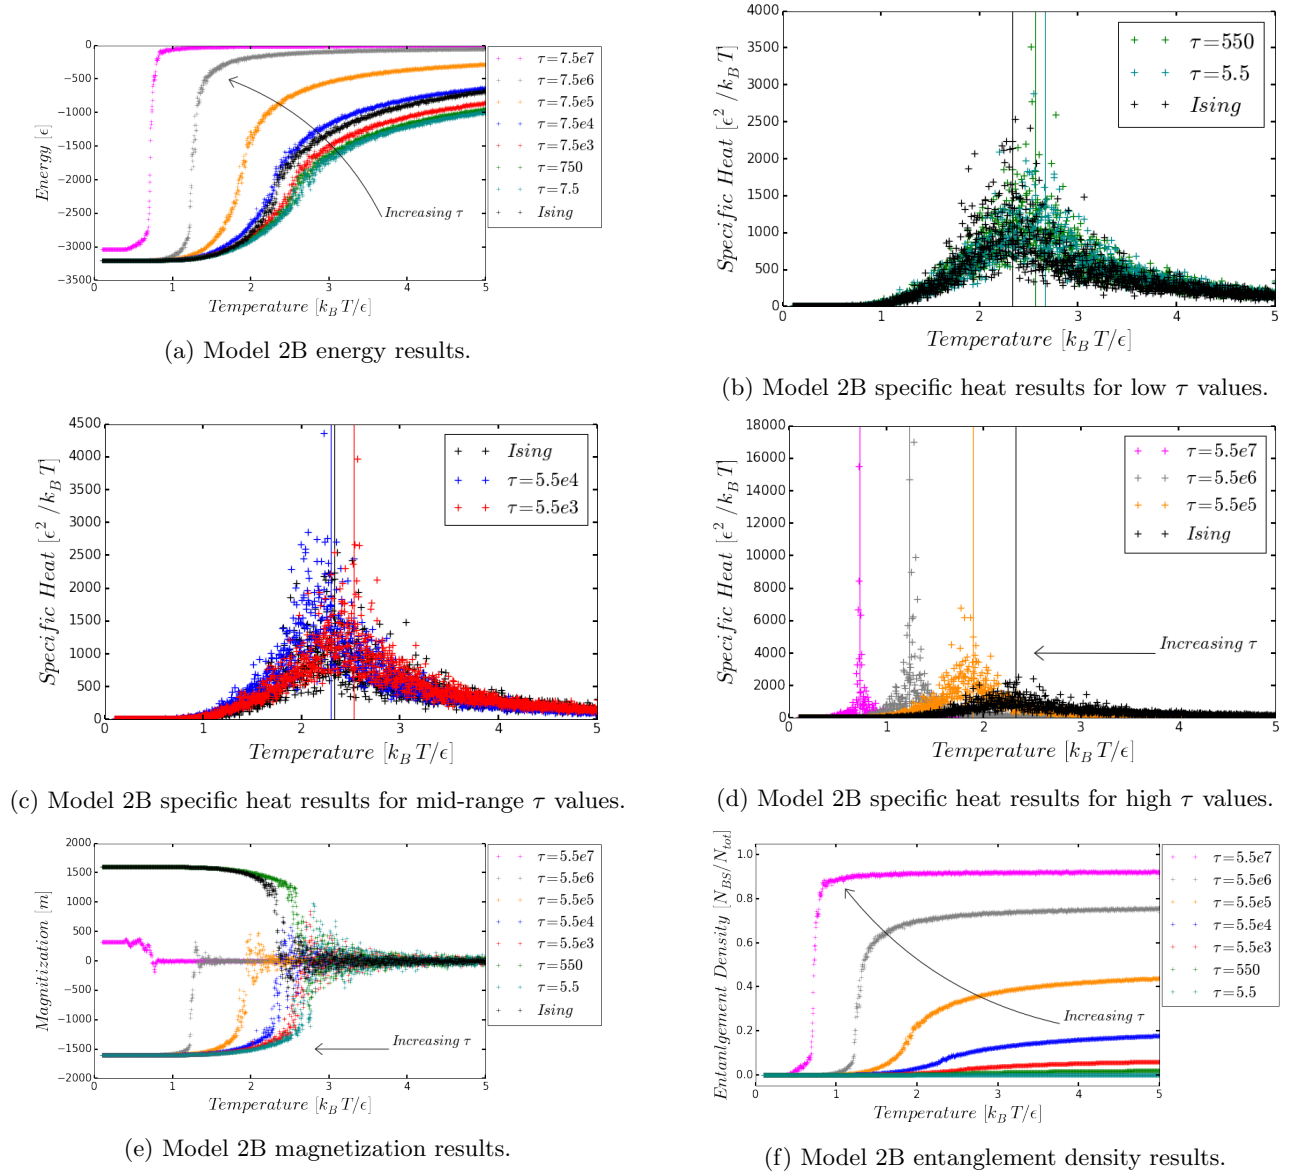 Energy [ϵ]
0
−500
−1000
−1500
−2000
−2500
−3000
−3500
0 1 2 3 4 5
Temperature [k_B T/ϵ]
Increasing τ
τ=7.5e7
τ=7.5e6
τ=7.5e5
τ=7.5e4
τ=7.5e3
τ=750
τ=7.5
Ising
(a) Model 2B energy results.
Specific Heat [ϵ² /k_B T]
4000
3500
3000
2500
2000
1500
1000
500
0
0 1 2 3 4 5
Temperature [k_B T/ϵ]
τ=550
τ=5.5
Ising
(b) Model 2B specific heat results for low τ values.
Specific Heat [ϵ² /k_B T]
4500
4000
3500
3000
2500
2000
1500
1000
500
0
0 1 2 3 4 5
Temperature [k_B T/ϵ]
Ising
τ=5.5e4
τ=5.5e3
(c) Model 2B specific heat results for mid-range τ values.
Specific Heat [ϵ² /k_B T]
18000
16000
14000
12000
10000
8000
6000
4000
2000
0
0 1 2 3 4 5
Temperature [k_B T/ϵ]
Increasing τ
τ=5.5e7
τ=5.5e6
τ=5.5e5
Ising
(d) Model 2B specific heat results for high τ values.
Magnitization [m]
2000
1500
1000
500
0
−500
−1000
−1500
−2000
0 1 2 3 4 5
Temperature [k_B T/ϵ]
Increasing τ
τ=5.5e7
τ=5.5e6
τ=5.5e5
τ=5.5e4
τ=5.5e3
τ=550
τ=5.5
Ising
(e) Model 2B magnetization results.
Entanlgement Density [N_BS/N_tot]
1.0
0.8
0.6
0.4
0.2
0.0
0 1 2 3 4 5
Temperature [k_B T/ϵ]
Increasing τ
τ=5.5e7
τ=5.5e6
τ=5.5e5
τ=5.5e4
τ=5.5e3
τ=550
τ=5.5
(f) Model 2B entanglement density results.